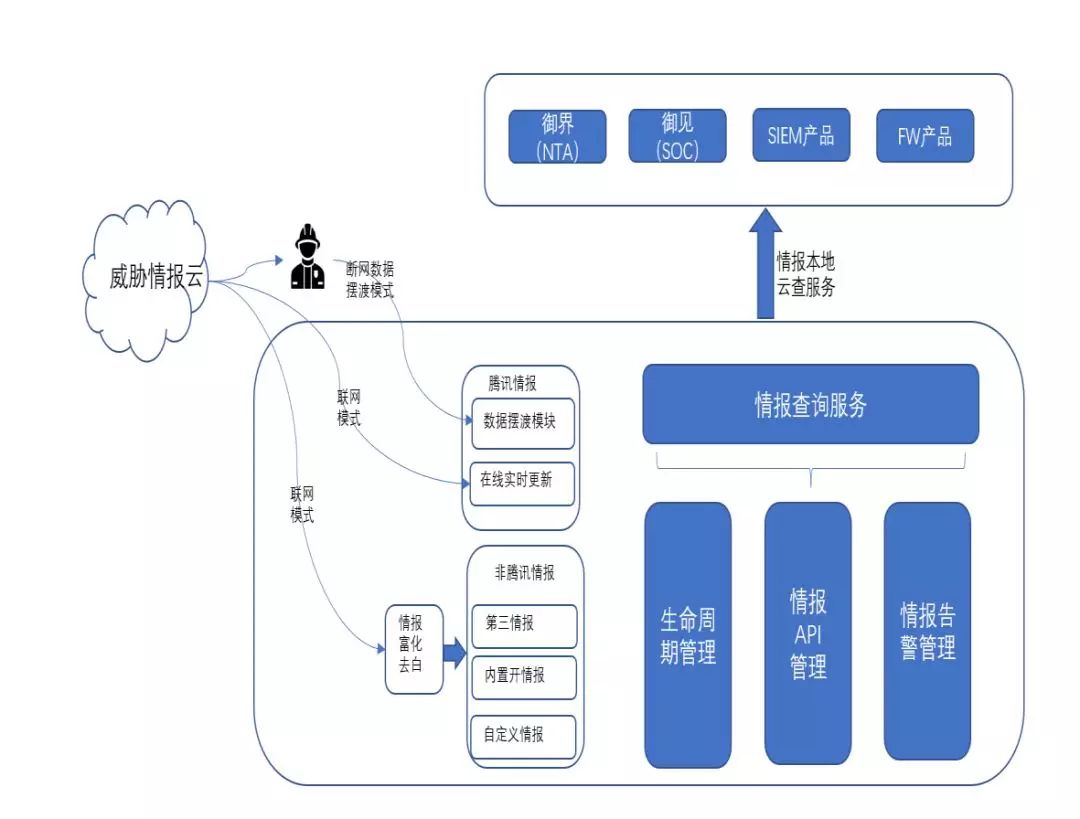 御界
(NTA)
御见
(SOC)
SIEM产品
FW产品
威胁情报云
断网数据
摆渡模式
情报本地
云查服务
联网
模式
联网
模式
腾讯情报
数据摆渡模块
在线实时更新
非腾讯情报
第三情报
内置开情报
自定义情报
情报
富化
去白
情报查询服务
生命周
期管理
情报
API
管理
情报告
警管理